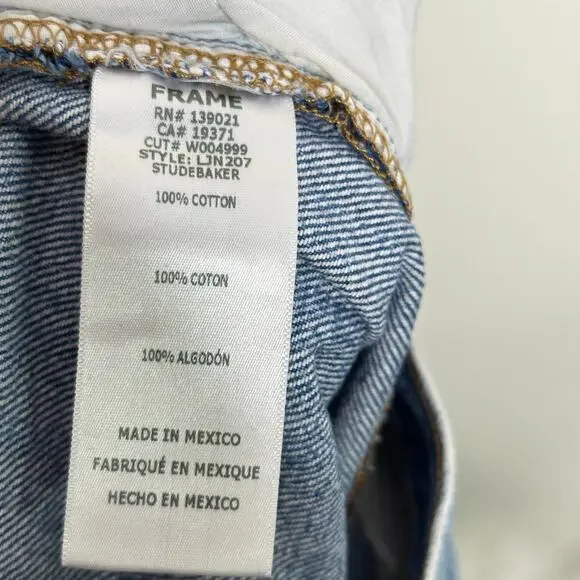 FRAME
RN# 139021
CA# 19371
CUT# W004999
STYLE: LJN207
STUDEBAKER
100% COTTON
100% COTON
100% ALGODÓN
MADE IN MEXICO
FABRIQUÉ EN MEXIQUE
HECHO EN MEXICO